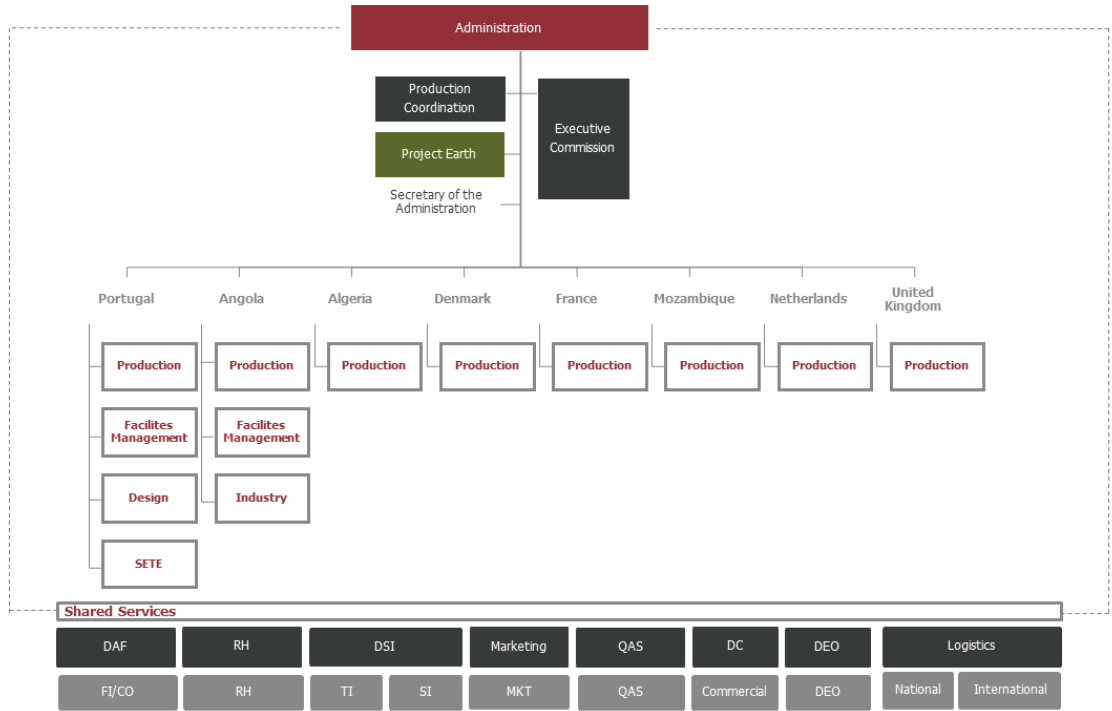 Administration
Production
Coordination
Executive
Commission
Project Earth
Secretary of the
Administration
Portugal
Angola
Algeria
Denmark
France
Mozambique
Netherlands
United
Kingdom
Production
Production
Production
Production
Production
Production
Production
Production
Facilites
Management
Facilites
Management
Design
Industry
SETE
Shared Services
DAF
RH
DSI
Marketing
QAS
DC
DEO
Logistics
FI/CO
RH
TI
SI
MKT
QAS
Commercial
DEO
National
International